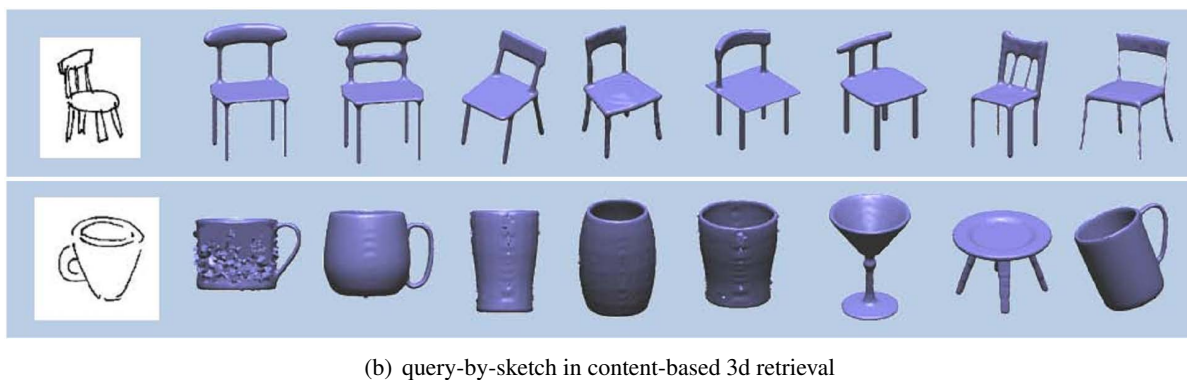 (b) query-by-sketch in content-based 3d retrieval